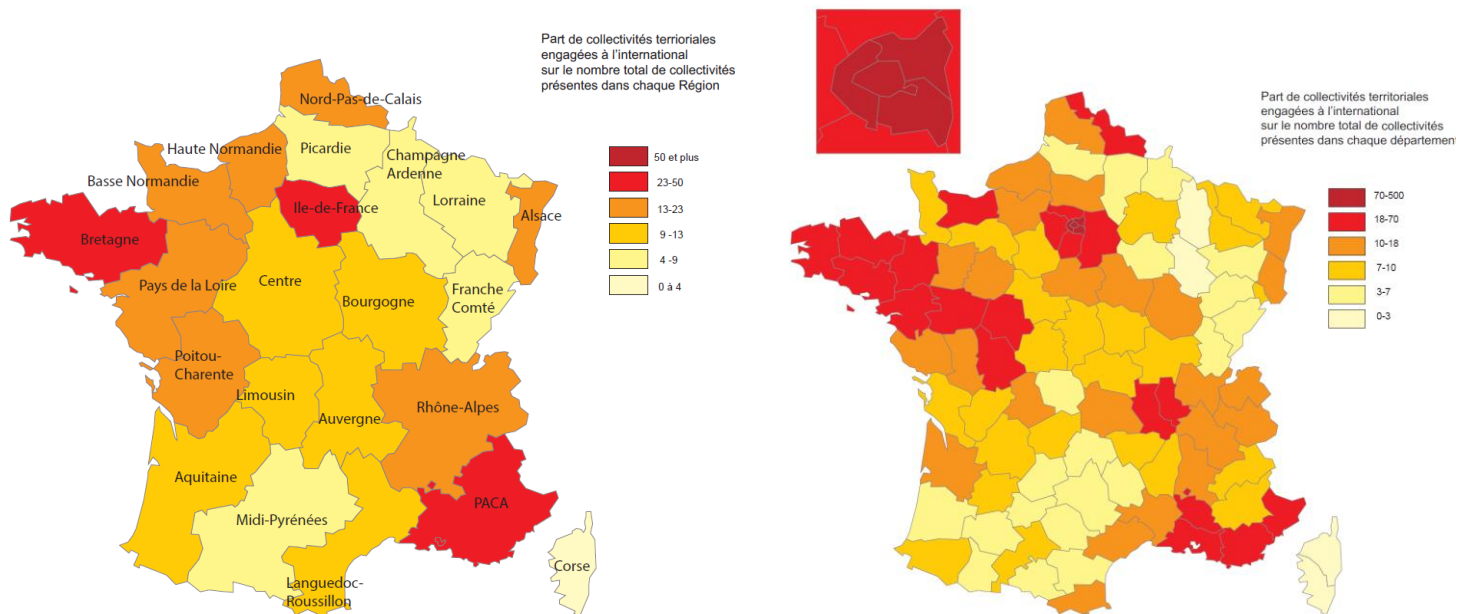 Part de collectivités terrioriales
engagées à l'international
sur le nombre total de collectivités
présentes dans chaque Région
50 et plus
23-50
13-23
9 -13
4 -9
0 à 4
Nord-Pas-de-Calais
Haute Normandie
Picardie
Champagne
Ardenne
Basse Normandie
Lorraine
Ile-de-France
Alsace
Bretagne
Pays de la Loire
Centre
Bourgogne
Franche
Comté
Poitou-
Charente
Limousin
Auvergne
Rhône-Alpes
Aquitaine
PACA
Midi-Pyrénées
Corse
Languedoc-
Roussillon
Part de collectivités territoriales
engagées à l'international
sur le nombre total de collectivités
présentes dans chaque département
70-500
18-70
10-18
7-10
3-7
0-3